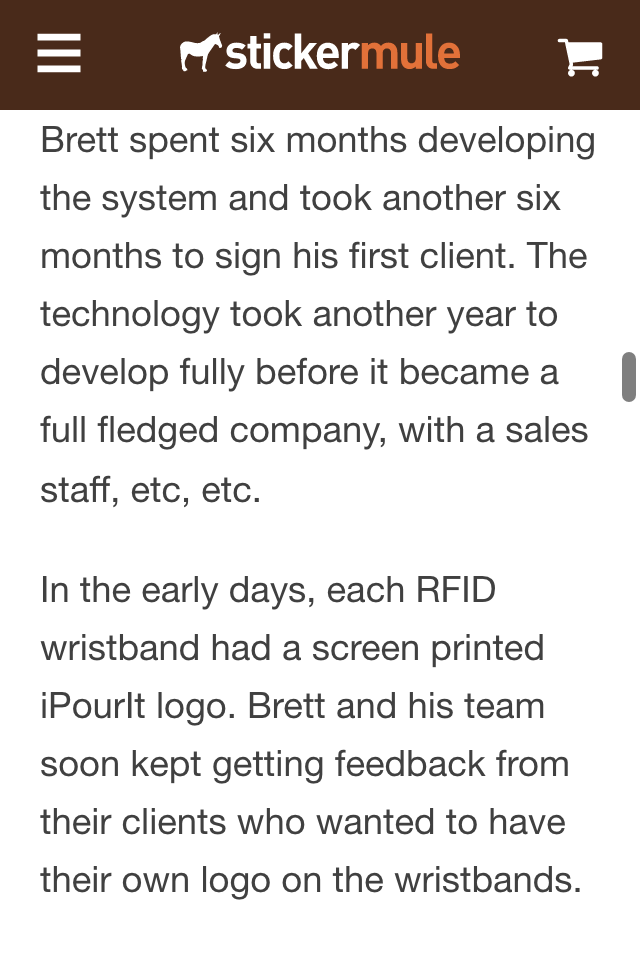 stickermule
Brett spent six months developing
the system and took another six
months to sign his first client. The
technology took another year to
develop fully before it became a
full fledged company, with a sales
staff, etc, etc.
In the early days, each RFID
wristband had a screen printed
iPourIt logo. Brett and his team
soon kept getting feedback from
their clients who wanted to have
their own logo on the wristbands.